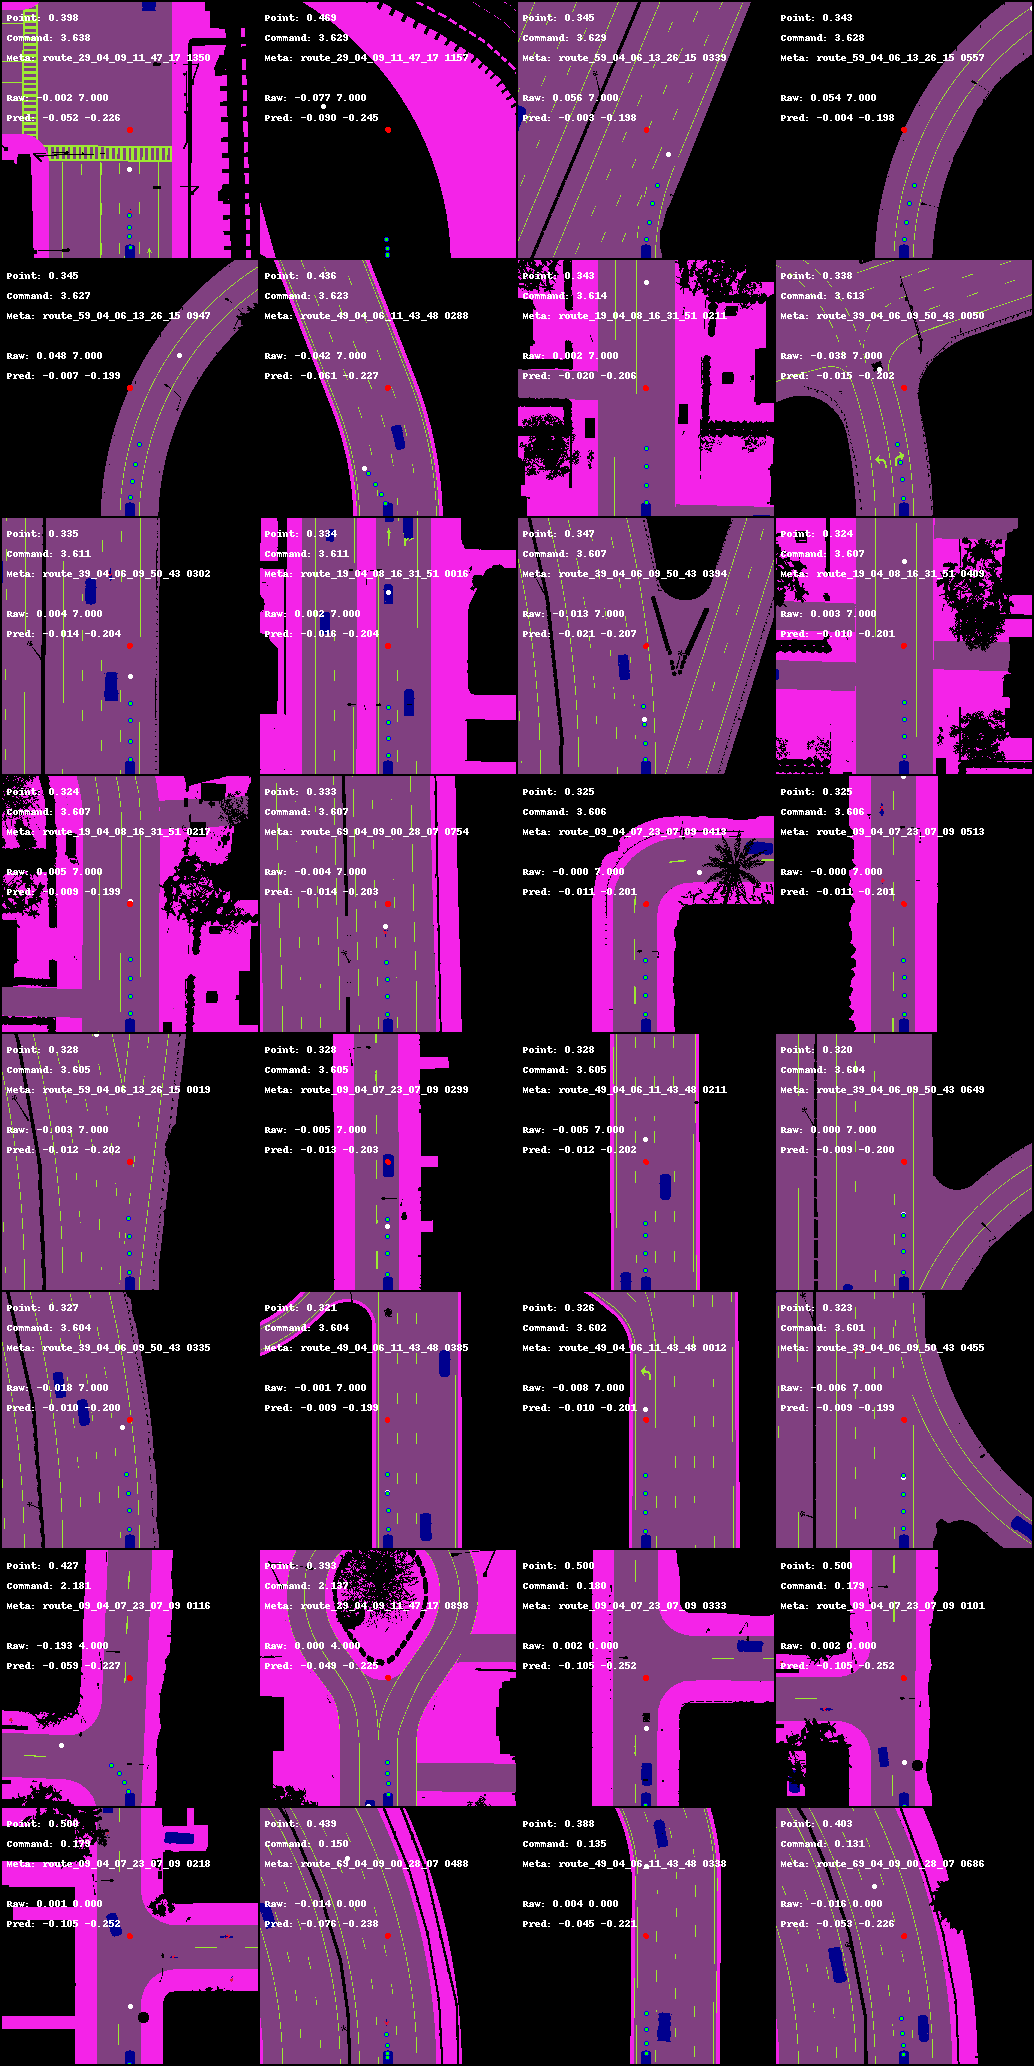 Point: 0.398
Command: 3.638
Meta: route_29_04_09_11_47_17 1350
Raw: -0.002 7.000
Pred: -0.052 -0.226
Point: 0.469
Command: 3.629
Meta: route_29_04_09_11_47_17 1157
Raw: -0.077 7.000
Pred: -0.090 -0.245
Point: 0.345
Command: 3.629
Meta: route_59_04_06_13_26_15 0339
Raw: 0.056 7.000
Pred: -0.003 -0.198
Point: 0.343
Command: 3.628
Meta: route_59_04_06_13_26_15 0557
Raw: 0.054 7.000
Pred: -0.004 -0.198
Point: 0.345
Command: 3.627
Meta: route_59_04_06_13_26_15 0947
Raw: 0.048 7.000
Pred: -0.007 -0.199
Point: 0.436
Command: 3.623
Meta: route_49_04_06_11_43_48 0288
Raw: -0.042 7.000
Pred: -0.061 -0.227
Point: 0.343
Command: 3.614
Meta: route_19_04_08_16_31_51 0211
Raw: 0.002 7.000
Pred: -0.020 -0.206
Point: 0.338
Command: 3.613
Meta: route_39_04_06_09_50_43 0050
Raw: -0.038 7.000
Pred: -0.015 -0.202
Point: 0.335
Command: 3.611
Meta: route_39_04_06_09_50_43 0302
Raw: 0.004 7.000
Pred: -0.014 -0.204
Point: 0.334
Command: 3.611
Meta: route_19_04_08_16_31_51 0016
Raw: 0.002 7.000
Pred: -0.016 -0.204
Point: 0.347
Command: 3.607
Meta: route_39_04_06_09_50_43 0394
Raw: -0.013 7.000
Pred: -0.021 -0.207
Point: 0.324
Command: 3.607
Meta: route_19_04_08_16_31_51 0409
Raw: 0.003 7.000
Pred: -0.010 -0.201
Point: 0.324
Command: 3.607
Meta: route_19_04_08_16_31_51 0217
Raw: 0.005 7.000
Pred: -0.009 -0.199
Point: 0.333
Command: 3.607
Meta: route_69_04_09_00_28_07 0754
Raw: -0.004 7.000
Pred: -0.014 -0.203
Point: 0.325
Command: 3.606
Meta: route_09_04_07_23_07_09 0413
Raw: -0.000 7.000
Pred: -0.011 -0.201
Point: 0.325
Command: 3.606
Meta: route_09_04_07_23_07_09 0513
Raw: -0.000 7.000
Pred: -0.011 -0.201
Point: 0.328
Command: 3.605
Meta: route_59_04_06_13_26_15 0019
Raw: -0.003 7.000
Pred: -0.012 -0.202
Point: 0.328
Command: 3.605
Meta: route_09_04_07_23_07_09 0299
Raw: -0.005 7.000
Pred: -0.013 -0.203
Point: 0.328
Command: 3.605
Meta: route_49_04_06_11_43_48 0211
Raw: -0.005 7.000
Pred: -0.012 -0.202
Point: 0.320
Command: 3.604
Meta: route_39_04_06_09_50_43 0649
Raw: 0.000 7.000
Pred: -0.009 -0.200
Point: 0.327
Command: 3.604
Meta: route_39_04_06_09_50_43 0335
Raw: -0.018 7.000
Pred: -0.010 -0.200
Point: 0.321
Command: 3.604
Meta: route_49_04_06_11_43_48 0385
Raw: -0.001 7.000
Pred: -0.009 -0.199
Point: 0.326
Command: 3.602
Meta: route_49_04_06_11_43_48 0012
Raw: -0.008 7.000
Pred: -0.010 -0.201
Point: 0.323
Command: 3.601
Meta: route_39_04_06_09_50_43 0455
Raw: -0.006 7.000
Pred: -0.009 -0.199
Point: 0.427
Command: 2.181
Meta: route_09_04_07_23_07_09 0116
Raw: -0.193 4.000
Pred: -0.059 -0.227
Point: 0.393
Command: 2.137
Meta: route_29_04_09_11_47_17 0898
Raw: 0.000 4.000
Pred: -0.049 -0.225
Point: 0.500
Command: 0.180
Meta: route_09_04_07_23_07_09 0333
Raw: 0.002 0.000
Pred: -0.105 -0.252
Point: 0.500
Command: 0.179
Meta: route_09_04_07_23_07_09 0101
Raw: 0.002 0.000
Pred: -0.105 -0.252
Point: 0.500
Command: 0.179
Meta: route_09_04_07_23_07_09 0218
Raw: 0.001 0.000
Pred: -0.105 -0.252
Point: 0.439
Command: 0.150
Meta: route_69_04_09_00_28_07 0488
Raw: -0.014 0.000
Pred: -0.076 -0.238
Point: 0.388
Command: 0.135
Meta: route_49_04_06_11_43_48 0338
Raw: 0.004 0.000
Pred: -0.045 -0.221
Point: 0.403
Command: 0.131
Meta: route_69_04_09_00_28_07 0686
Raw: -0.016 0.000
Pred: -0.053 -0.226